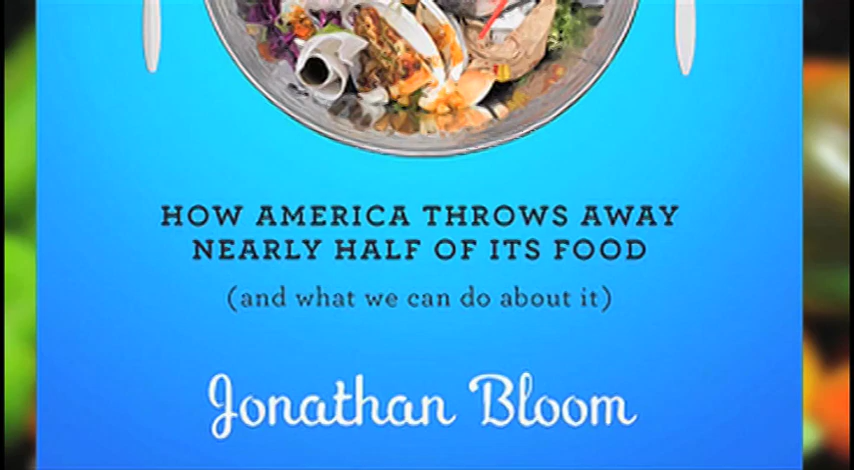 HOW AMERICA THROWS AWAY
NEARLY HALF OF ITS FOOD
(and what we can do about it)
Jonathan Bloom